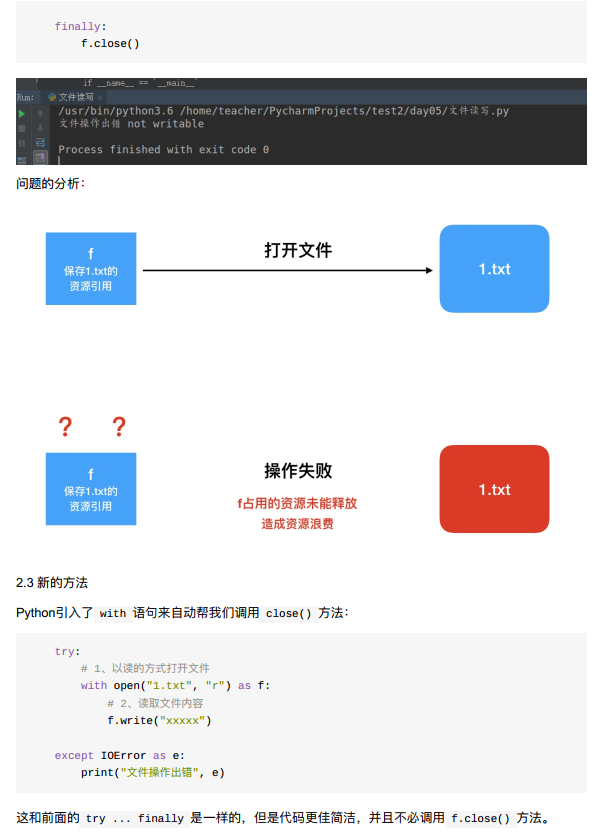 finally:
f.close()
if __name__ == '__main__'
Run: 文件读写 ×
/usr/bin/python3.6 /home/teacher/PycharmProjects/test2/day05/文件读写.py
文件操作出错 not writable
Process finished with exit code 0
问题的分析：
f
保存1.txt的
资源引用
打开文件
1.txt
? ?
f
保存1.txt的
资源引用
操作失败
f占用的资源未能释放
造成资源浪费
1.txt
2.3 新的方法
Python引入了 with 语句来自动帮我们调用 close() 方法：
try:
# 1、以读的方式打开文件
with open("1.txt", "r") as f:
# 2、读取文件内容
f.write("xxxxx")
except IOError as e:
print("文件操作出错", e)
这和前面的 try ... finally 是一样的，但是代码更佳简洁，并且不必调用 f.close() 方法。